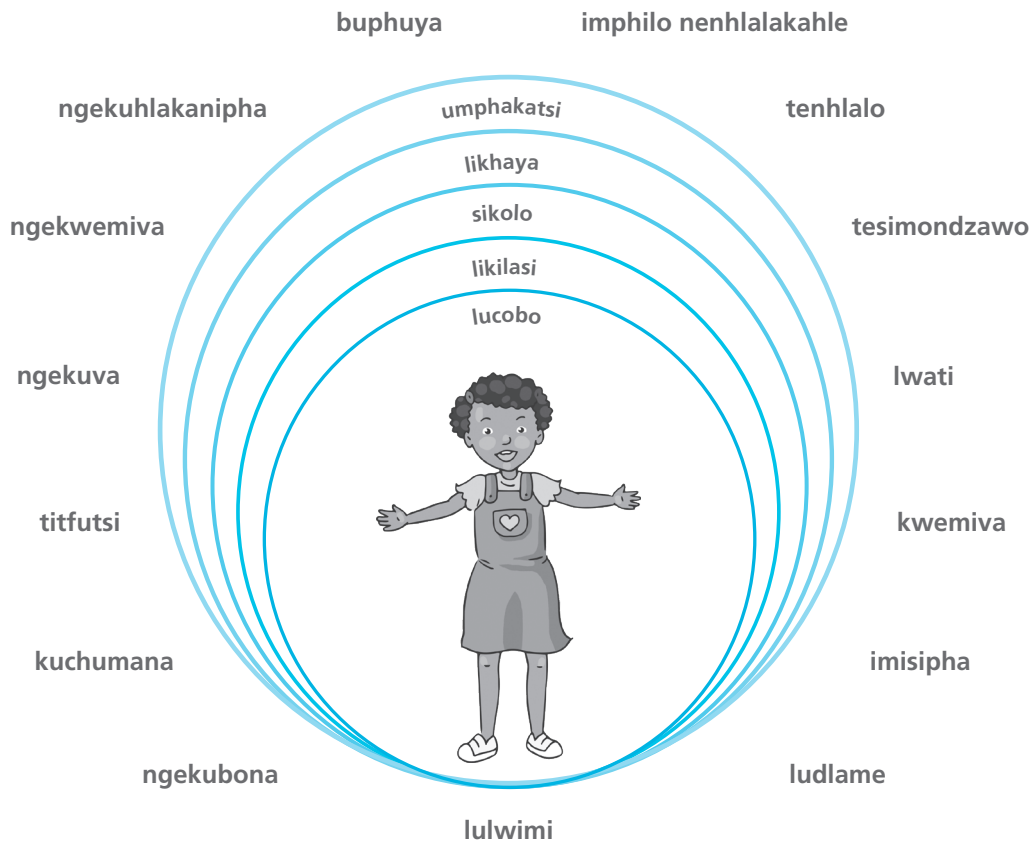 buphuya
imphilo nenhlalakahle
ngekuhlakanipha
umphakatsi
tenhlalo
likhaya
sikolo
ngekwemiva
tesimondzawo
likilasi
lucobo
ngekuva
lwati
titfutsi
kwemiva
kuchumana
imisipha
ngekubona
ludlame
lulwimi